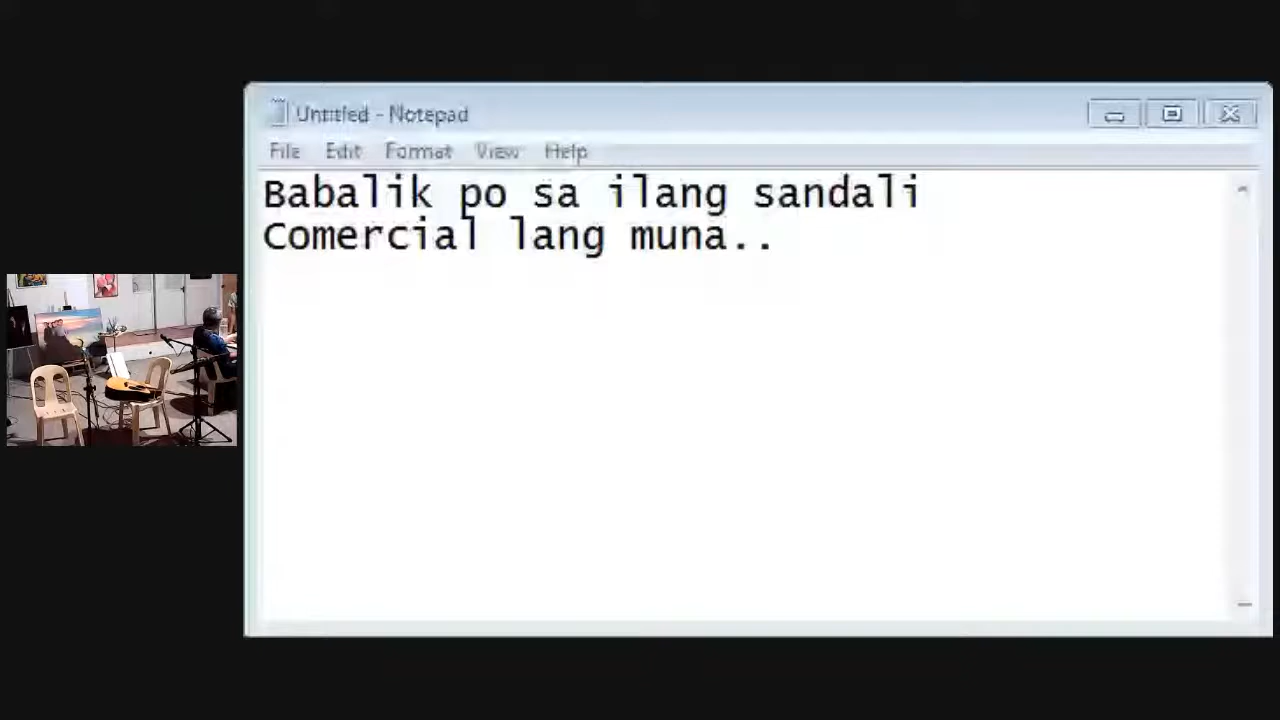 Untitled - Notepad
File Edit Format View Help
Babalik po sa ilang sandali
Comercial lang muna..